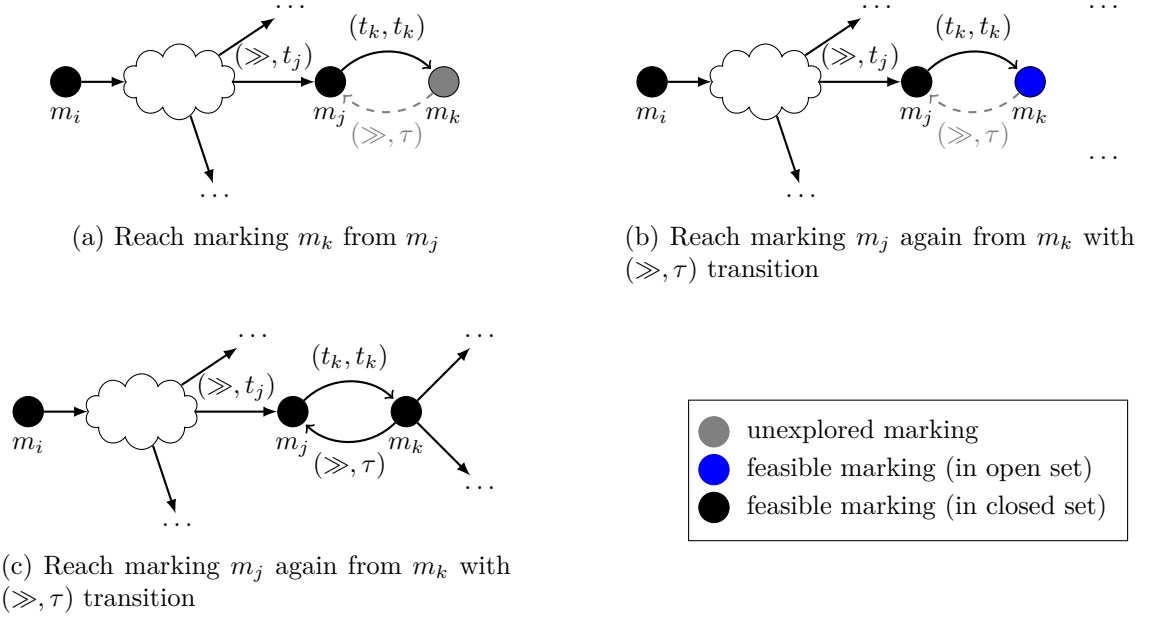 . . .
(≫, t_j)
(t_k, t_k)
m_i
m_j
m_k
(≫, τ)
. . .
(a) Reach marking m_k from m_j
. . .
. . .
(≫, t_j)
(t_k, t_k)
m_i
m_j
m_k
(≫, τ)
. . .
. . .
(b) Reach marking m_j again from m_k with
(≫, τ) transition
. . .
. . .
(≫, t_j)
(t_k, t_k)
m_i
m_j
m_k
(≫, τ)
. . .
. . .
(c) Reach marking m_j again from m_k with
(≫, τ) transition
unexplored marking
feasible marking (in open set)
feasible marking (in closed set)